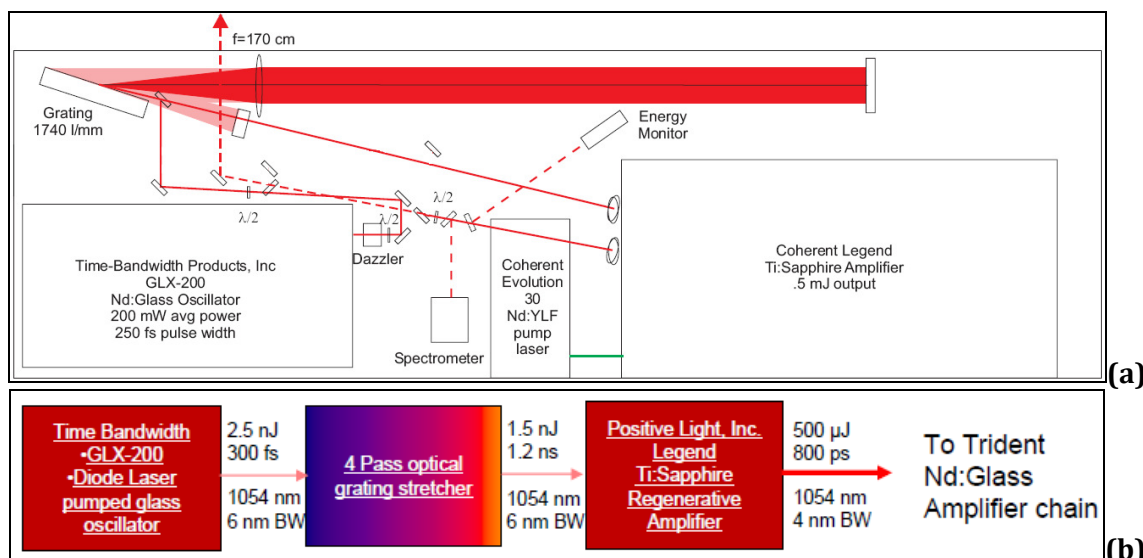 f=170 cm
Grating
1740 l/mm
Energy
Monitor
λ/2
λ/2
λ/2
Dazzler
Time-Bandwidth Products, Inc
GLX-200
Nd:Glass Oscillator
200 mW avg power
250 fs pulse width
Spectrometer
Coherent
Evolution
30
Nd:YLF
pump
laser
Coherent Legend
Ti:Sapphire Amplifier
.5 mJ output
(a)
Time Bandwidth
•GLX-200
•Diode Laser
pumped glass
oscillator
2.5 nJ
300 fs
1054 nm
6 nm BW
4 Pass optical
grating stretcher
1.5 nJ
1.2 ns
1054 nm
6 nm BW
Positive Light, Inc.
Legend
Ti:Sapphire
Regenerative
Amplifier
500 µJ
800 ps
1054 nm
4 nm BW
To Trident
Nd:Glass
Amplifier chain
(b)